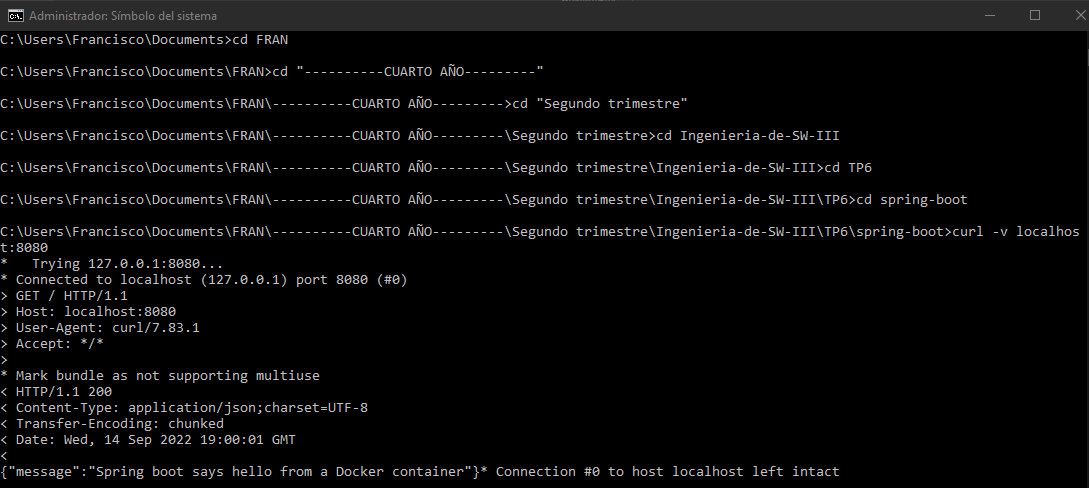 Administrador: Símbolo del sistema
C:\Users\Francisco\Documents>cd FRAN
C:\Users\Francisco\Documents\FRAN>cd "----------CUARTO AÑO---------"
C:\Users\Francisco\Documents\FRAN\----------CUARTO AÑO--------->cd "Segundo trimestre"
C:\Users\Francisco\Documents\FRAN\----------CUARTO AÑO---------\Segundo trimestre>cd Ingenieria-de-SW-III
C:\Users\Francisco\Documents\FRAN\----------CUARTO AÑO---------\Segundo trimestre\Ingenieria-de-SW-III>cd TP6
C:\Users\Francisco\Documents\FRAN\----------CUARTO AÑO---------\Segundo trimestre\Ingenieria-de-SW-III\TP6>cd spring-boot
C:\Users\Francisco\Documents\FRAN\----------CUARTO AÑO---------\Segundo trimestre\Ingenieria-de-SW-III\TP6\spring-boot>curl -v localhos
t:8080
*   Trying 127.0.0.1:8080...
* Connected to localhost (127.0.0.1) port 8080 (#0)
> GET / HTTP/1.1
> Host: localhost:8080
> User-Agent: curl/7.83.1
> Accept: */*
>
* Mark bundle as not supporting multiuse
< HTTP/1.1 200
< Content-Type: application/json;charset=UTF-8
< Transfer-Encoding: chunked
< Date: Wed, 14 Sep 2022 19:00:01 GMT
<
{"message":"Spring boot says hello from a Docker container"}* Connection #0 to host localhost left intact